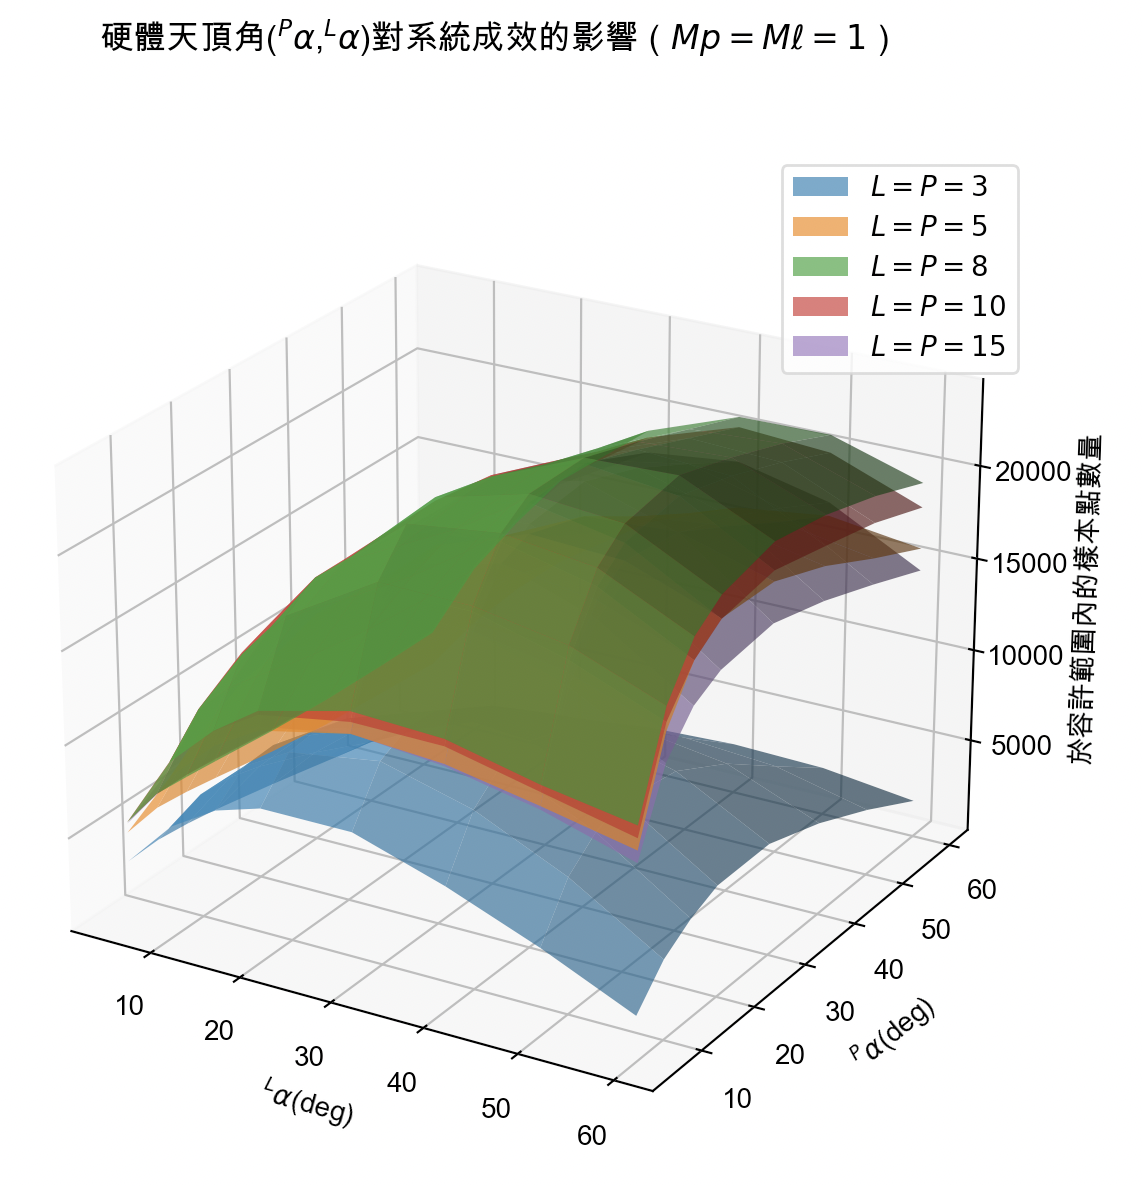 硬體天頂角(ᴾα,ᴸα)對系統成效的影響 ( Mp = Mℓ = 1 )
L = P = 3
L = P = 5
L = P = 8
L = P = 10
L = P = 15
20000
15000
10000
5000
於容許範圍內的樣本點數量
10
20
30
40
50
60
ᴸα(deg)
10
20
30
40
50
60
ᴾα(deg)